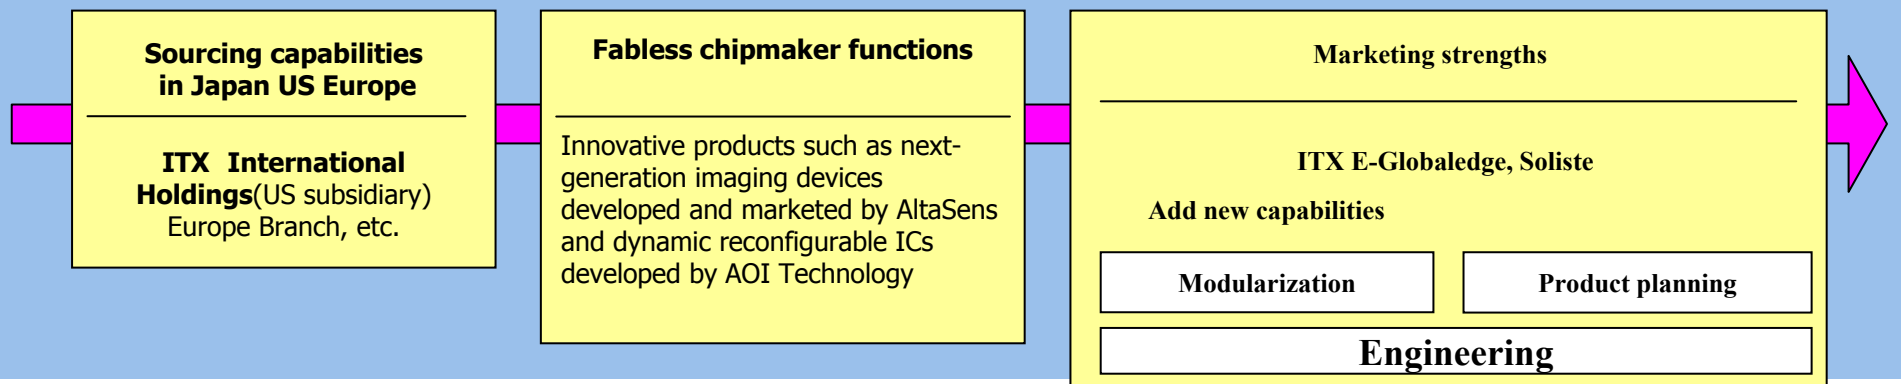 Sourcing capabilities
in Japan US Europe
ITX International
Holdings(US subsidiary)
Europe Branch, etc.
Fabless chipmaker functions
Innovative products such as next-
generation imaging devices
developed and marketed by AltaSens
and dynamic reconfigurable ICs
developed by AOI Technology
Marketing strengths
ITX E-Globaledge, Soliste
Add new capabilities
Modularization
Product planning
Engineering